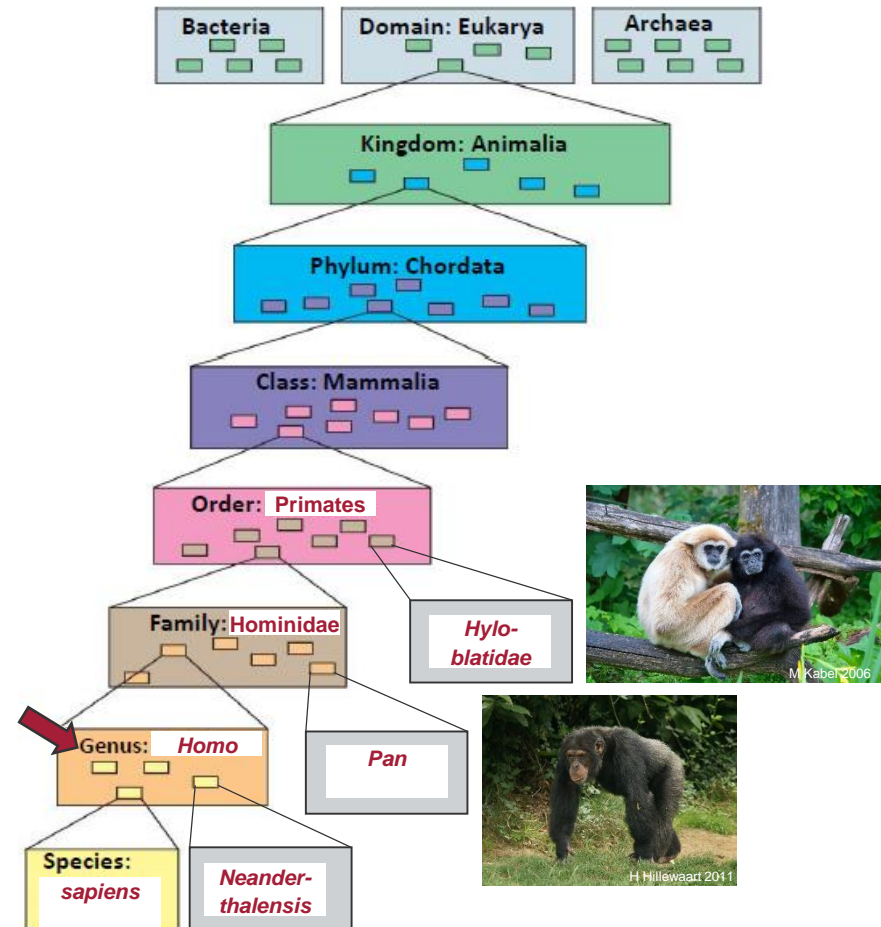 Bacteria
Domain: Eukarya
Archaea
Kingdom: Animalia
Phylum: Chordata
Class: Mammalia
Order: Primates
Family: Hominidae
Hylo-
blatidae
M Kabel 2006
Genus: Homo
Pan
Species:
sapiens
Neander-
thalensis
H Hillewaart 2011